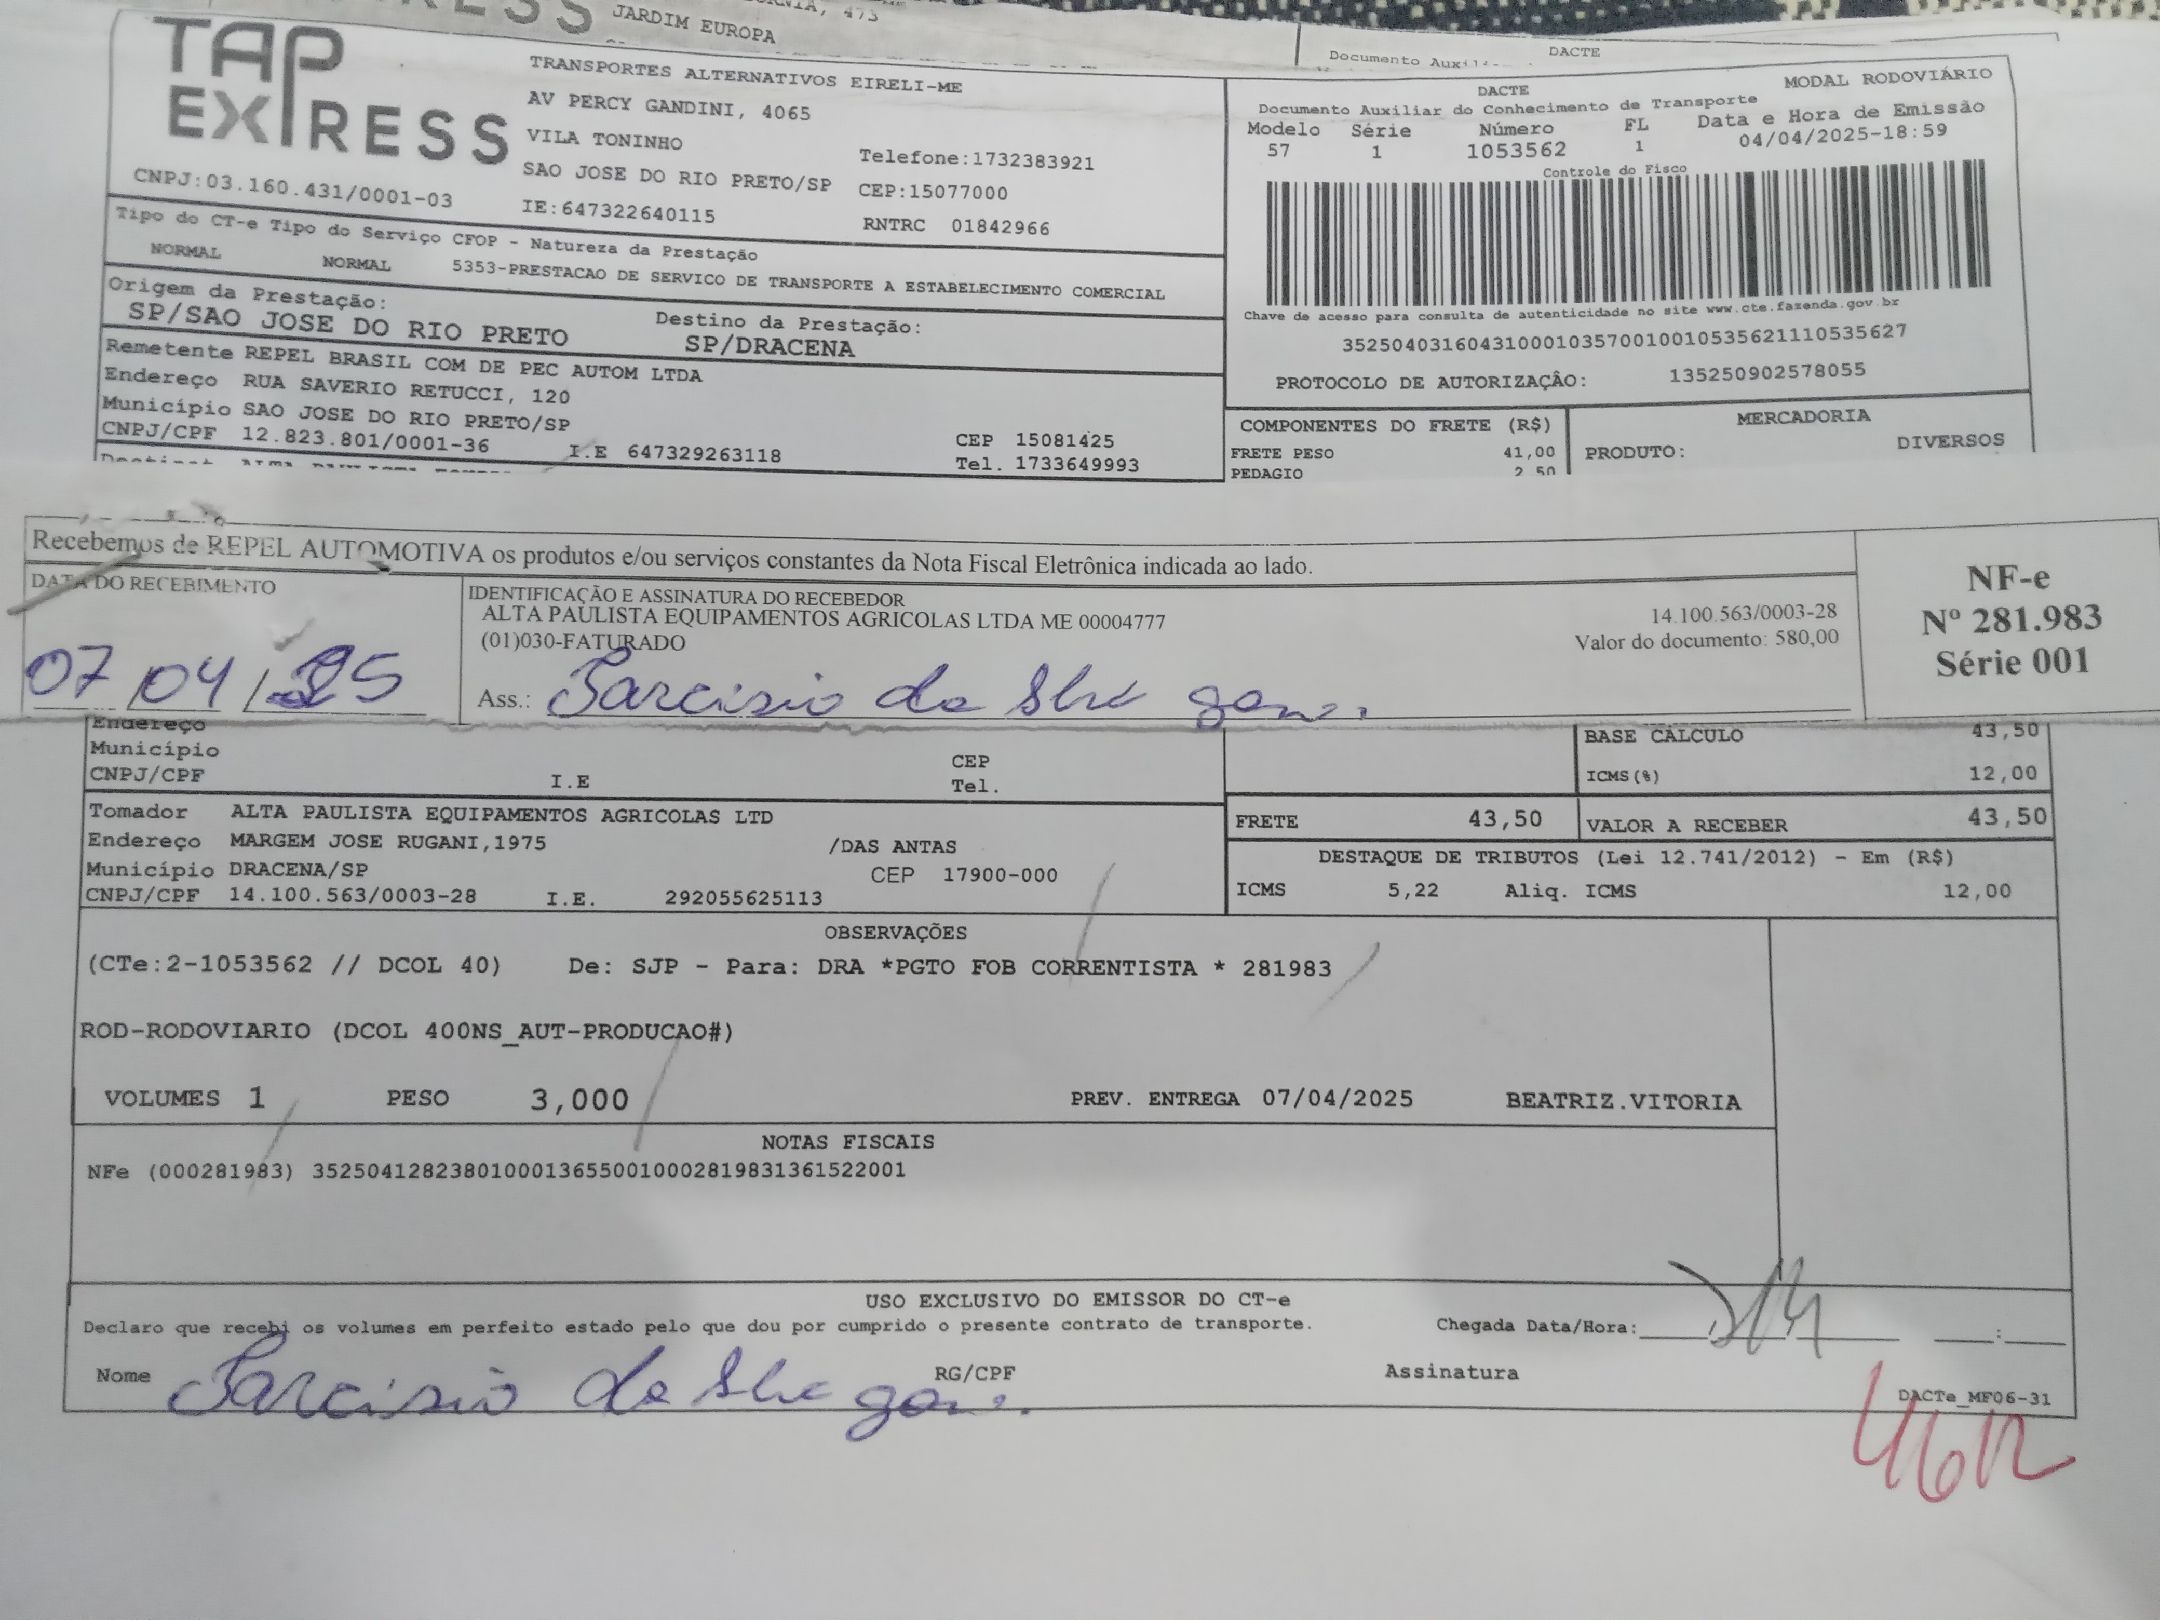 JARDIM EUROPA
DACTE
TAP
EXPRESS
CNPJ:03.160.431/0001-03
TRANSPORTES ALTERNATIVOS EIRELI-ME
AV PERCY GANDINI, 4065
VILA TONINHO
Telefone:1732383921
SAO JOSE DO RIO PRETO/SP CEP:15077000
IE:647322640115 RNTRC 01842966
DACTE MODAL RODOVIÁRIO
Documento Auxiliar do Conhecimento de Transporte
Modelo Série Número FL Data e Hora de Emissão
57 1 1053562 1 04/04/2025-18:59
Controle do Fisco
Chave de acesso para consulta de autenticidade no site www.cte.fazenda.gov.br
35250403160431000103570010010535621110535627
PROTOCOLO DE AUTORIZAÇÃO: 135250902578055
Tipo do CT-e Tipo do Serviço CFOP - Natureza da Prestação
NORMAL NORMAL 5353-PRESTACAO DE SERVICO DE TRANSPORTE A ESTABELECIMENTO COMERCIAL
Origem da Prestação: Destino da Prestação:
SP/SAO JOSE DO RIO PRETO SP/DRACENA
Remetente REPEL BRASIL COM DE PEC AUTOM LTDA
Endereço RUA SAVERIO RETUCCI, 120
Município SAO JOSE DO RIO PRETO/SP CEP 15081425
CNPJ/CPF 12.823.801/0001-36 I.E 647329263118 Tel. 1733649993
COMPONENTES DO FRETE (R$) MERCADORIA
FRETE PESO 41,00 PRODUTO: DIVERSOS
PEDAGIO 2,50
Recebemos de REPEL AUTOMOTIVA os produtos e/ou serviços constantes da Nota Fiscal Eletrônica indicada ao lado.
DATA DO RECEBIMENTO
07/04/25
IDENTIFICAÇÃO E ASSINATURA DO RECEBEDOR
ALTA PAULISTA EQUIPAMENTOS AGRICOLAS LTDA ME 00004777 14.100.563/0003-28
(01)030-FATURADO Valor do documento: 580,00
Ass.: Tarcisio da
NF-e
Nº 281.983
Série 001
Endereço
Município CEP
CNPJ/CPF I.E Tel.
BASE CÁLCULO 43,50
ICMS(%) 12,00
Tomador ALTA PAULISTA EQUIPAMENTOS AGRICOLAS LTD
Endereço MARGEM JOSE RUGANI,1975 /DAS ANTAS
Município DRACENA/SP CEP 17900-000
CNPJ/CPF 14.100.563/0003-28 I.E. 292055625113
FRETE 43,50 VALOR A RECEBER 43,50
DESTAQUE DE TRIBUTOS (Lei 12.741/2012) - Em (R$)
ICMS 5,22 Aliq. ICMS 12,00
OBSERVAÇÕES
(CTe:2-1053562 // DCOL 40) De: SJP - Para: DRA *PGTO FOB CORRENTISTA * 281983
ROD-RODOVIARIO (DCOL 400NS_AUT-PRODUCAO#)
VOLUMES 1 PESO 3,000 PREV. ENTREGA 07/04/2025 BEATRIZ.VITORIA
NOTAS FISCAIS
NFe (000281983) 35250412823801000136550010002819831361522001
USO EXCLUSIVO DO EMISSOR DO CT-e
Declaro que recebi os volumes em perfeito estado pelo que dou por cumprido o presente contrato de transporte. Chegada Data/Hora: :
Nome Tarcisio da RG/CPF Assinatura
DACTe_MF06-31